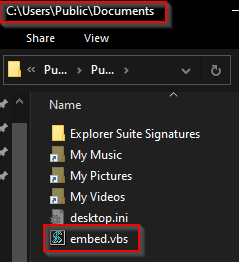 C:\Users\Public\Documents
Share View
« Pu... › Pu... ›
Name
Explorer Suite Signatures
My Music
My Pictures
My Videos
desktop.ini
embed.vbs